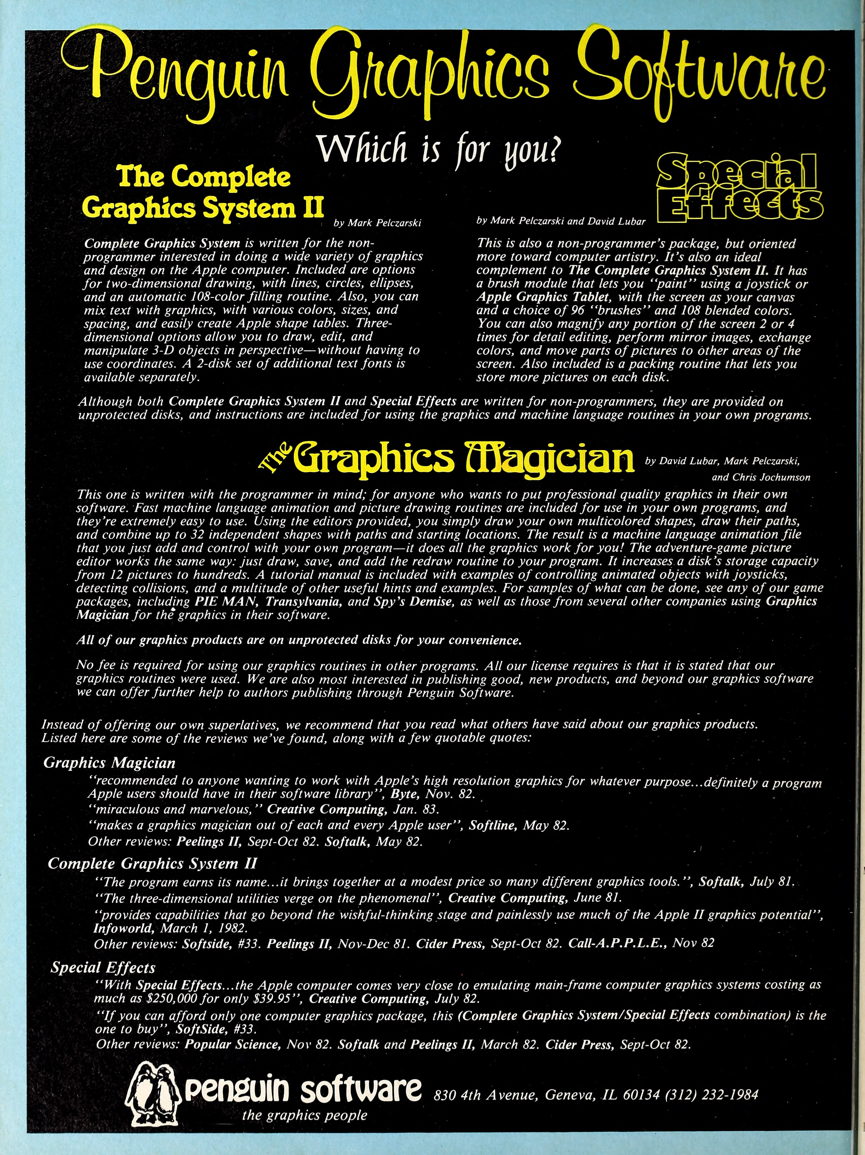 Penguin Graphics Software
Which is for you?
The Complete
Graphics System II
by Mark Pelczarski
Complete Graphics System is written for the non-
programmer interested in doing a wide variety of graphics
and design on the Apple computer. Included are options
for two-dimensional drawing, with lines, circles, ellipses,
and an automatic 108-color filling routine. Also, you can
mix text with graphics, with various colors, sizes, and
spacing, and easily create Apple shape tables. Three-
dimensional options allow you to draw, edit, and
manipulate 3-D objects in perspective—without having to
use coordinates. A 2-disk set of additional text fonts is
available separately.
Special
Effects
by Mark Pelczarski and David Lubar
This is also a non-programmer's package, but oriented
more toward computer artistry. It's also an ideal
complement to The Complete Graphics System II. It has
a brush module that lets you "paint" using a joystick or
Apple Graphics Tablet, with the screen as your canvas
and a choice of 96 "brushes" and 108 blended colors.
You can also magnify any portion of the screen 2 or 4
times for detail editing, perform mirror images, exchange
colors, and move parts of pictures to other areas of the
screen. Also included is a packing routine that lets you
store more pictures on each disk.
Although both Complete Graphics System II and Special Effects are written for non-programmers, they are provided on
unprotected disks, and instructions are included for using the graphics and machine language routines in your own programs.
The Graphics Magician
by David Lubar, Mark Pelczarski,
and Chris Jochumson
This one is written with the programmer in mind; for anyone who wants to put professional quality graphics in their own
software. Fast machine language animation and picture drawing routines are included for use in your own programs, and
they're extremely easy to use. Using the editors provided, you simply draw your own multicolored shapes, draw their paths,
and combine up to 32 independent shapes with paths and starting locations. The result is a machine language animation file
that you just add and control with your own program—it does all the graphics work for you! The adventure-game picture
editor works the same way: just draw, save, and add the redraw routine to your program. It increases a disk's storage capacity
from 12 pictures to hundreds. A tutorial manual is included with examples of controlling animated objects with joysticks,
detecting collisions, and a multitude of other useful hints and examples. For samples of what can be done, see any of our game
packages, including PIE MAN, Transylvania, and Spy's Demise, as well as those from several other companies using Graphics
Magician for the graphics in their software.
All of our graphics products are on unprotected disks for your convenience.
No fee is required for using our graphics routines in other programs. All our license requires is that it is stated that our
graphics routines were used. We are also most interested in publishing good, new products, and beyond our graphics software
we can offer further help to authors publishing through Penguin Software.
Instead of offering our own superlatives, we recommend that you read what others have said about our graphics products.
Listed here are some of the reviews we've found, along with a few quotable quotes:
Graphics Magician
"recommended to anyone wanting to work with Apple's high resolution graphics for whatever purpose...definitely a program
Apple users should have in their software library", Byte, Nov. 82.
"miraculous and marvelous," Creative Computing, Jan. 83.
"makes a graphics magician out of each and every Apple user", Softline, May 82.
Other reviews: Peelings II, Sept-Oct 82. Softalk, May 82.
Complete Graphics System II
"The program earns its name...it brings together at a modest price so many different graphics tools.", Softalk, July 81.
"The three-dimensional utilities verge on the phenomenal", Creative Computing, June 81.
"provides capabilities that go beyond the wishful-thinking stage and painlessly use much of the Apple II graphics potential",
Infoworld, March 1, 1982.
Other reviews: Softside, #33. Peelings II, Nov-Dec 81. Cider Press, Sept-Oct 82. Call-A.P.P.L.E., Nov 82
Special Effects
"With Special Effects...the Apple computer comes very close to emulating main-frame computer graphics systems costing as
much as $250,000 for only $39.95", Creative Computing, July 82.
"If you can afford only one computer graphics package, this (Complete Graphics System/Special Effects combination) is the
one to buy", SoftSide, #33.
Other reviews: Popular Science, Nov 82. Softalk and Peelings II, March 82. Cider Press, Sept-Oct 82.
penguin software
830 4th Avenue, Geneva, IL 60134 (312) 232-1984
the graphics people